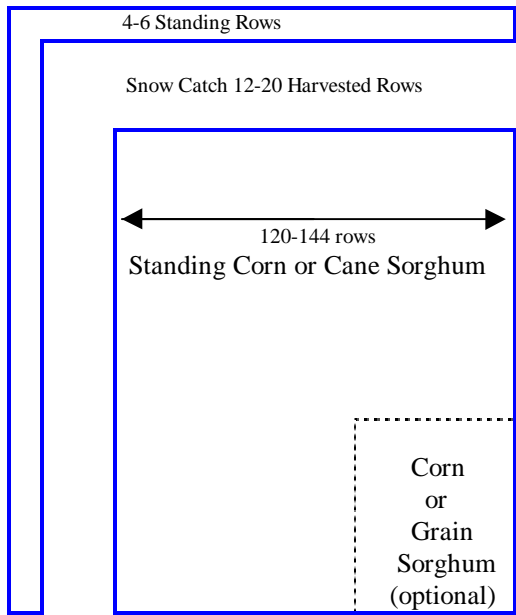 4-6 Standing Rows
Snow Catch 12-20 Harvested Rows
120-144 rows
Standing Corn or Cane Sorghum
Corn
or
Grain
Sorghum
(optional)